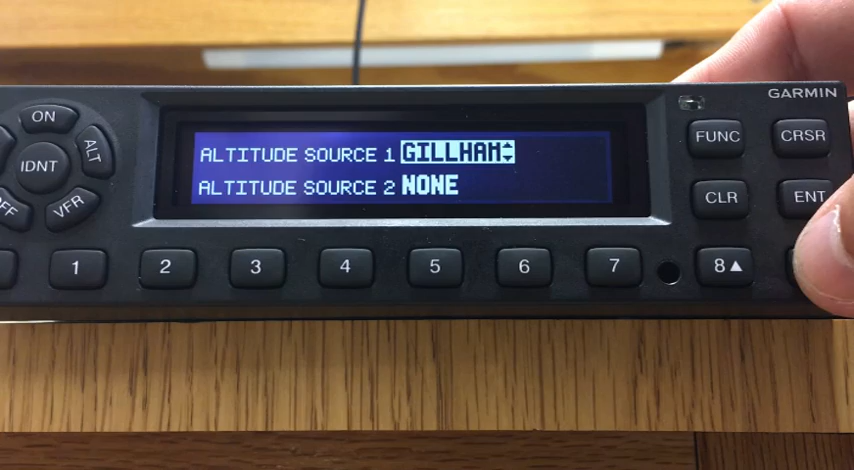 GARMIN
ON
ALT
IDNT
VFR
ALTITUDE SOURCE 1 GILLHAM
ALTITUDE SOURCE 2 NONE
FUNC CRSR
CLR ENT
1 2 3 4 5 6 7 8▲